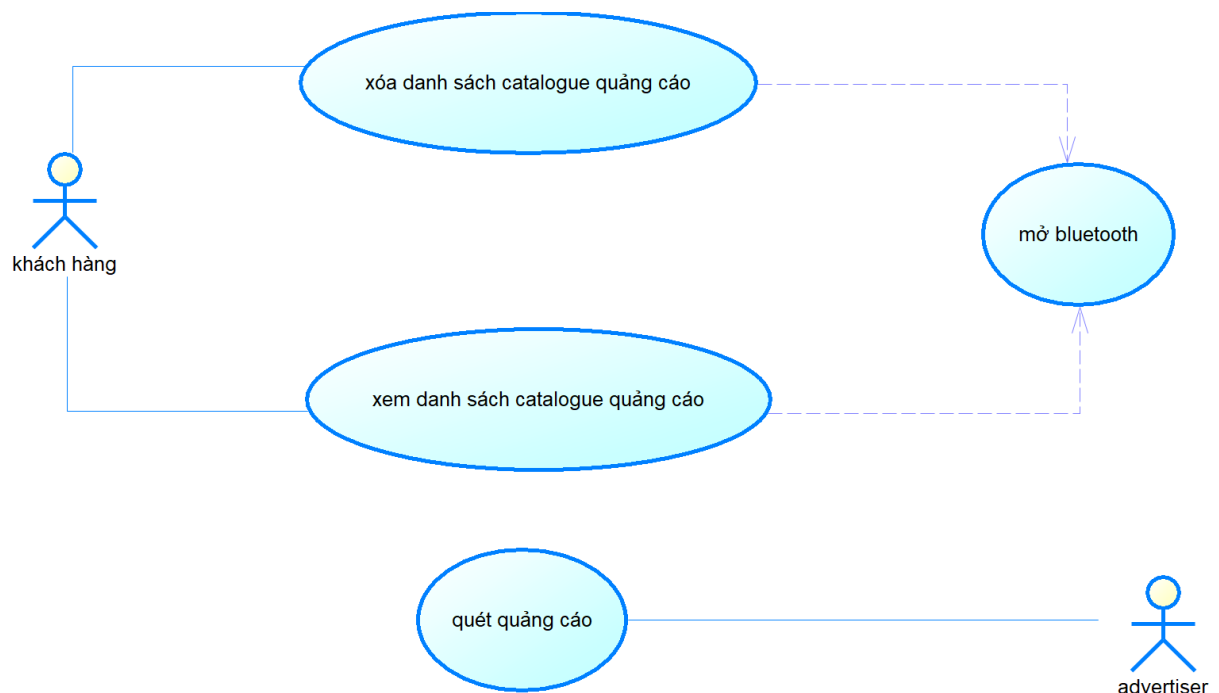 xóa danh sách catalogue quảng cáo
mở bluetooth
khách hàng
xem danh sách catalogue quảng cáo
quét quảng cáo
advertiser